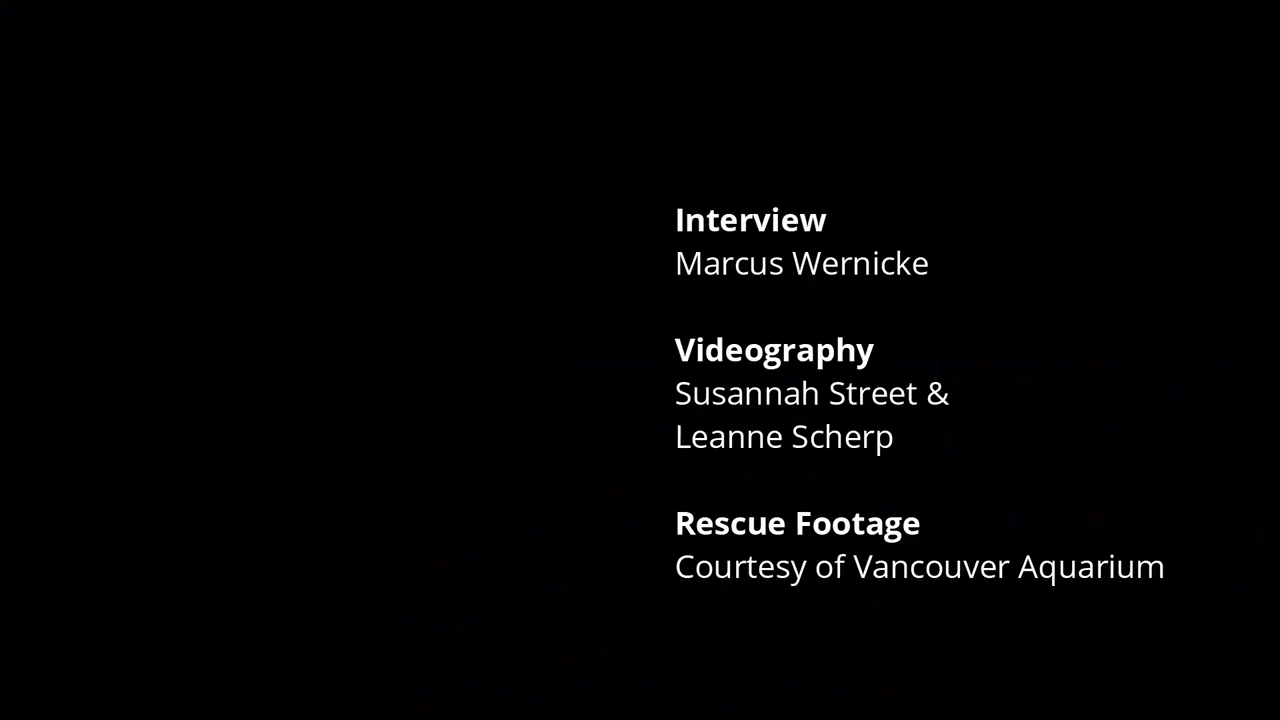 Interview
Marcus Wernicke
Videography
Susannah Street &
Leanne Scherp
Rescue Footage
Courtesy of Vancouver Aquarium